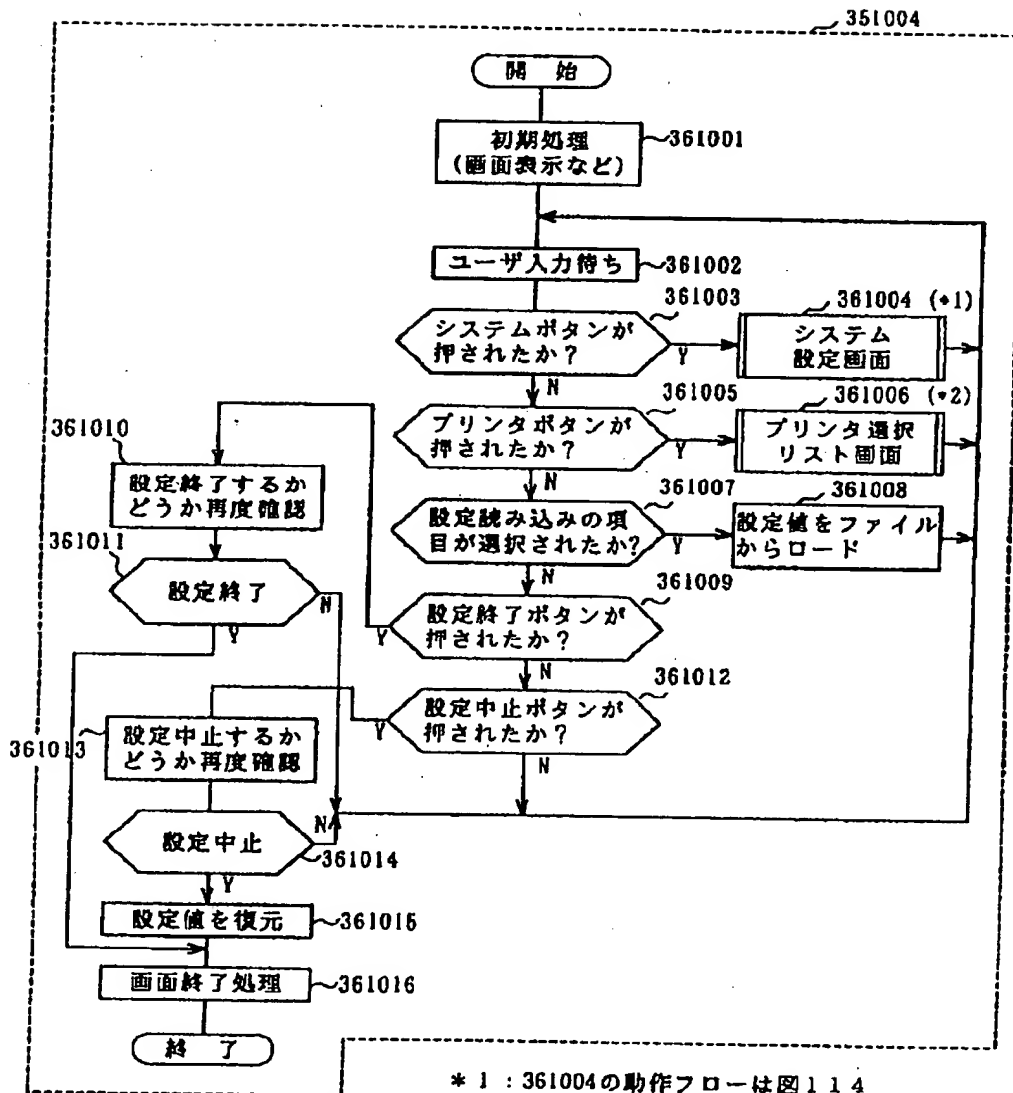 351004
開 始
初期処理
(画面表示など)
361001
ユーザ入力待ち
361002
361003
システムボタンが
押されたか?
Y
N
361004 (*1)
システム
設定画面
361005
プリンタボタンが
押されたか?
Y
N
361006 (*2)
プリンタ選択
リスト画面
361007
設定読み込みの項
目が選択されたか?
Y
N
361008
設定値をファイル
からロード
361009
設定終了ボタンが
押されたか?
Y
N
361010
設定終了するか
どうか再度確認
361011
設定終了
N
Y
361012
設定中止ボタンが
押されたか?
Y
N
361013
設定中止するか
どうか再度確認
設定中止
N
361014
Y
設定値を復元
361015
画面終了処理
361016
終 了
*1:361004の動作フローは図114